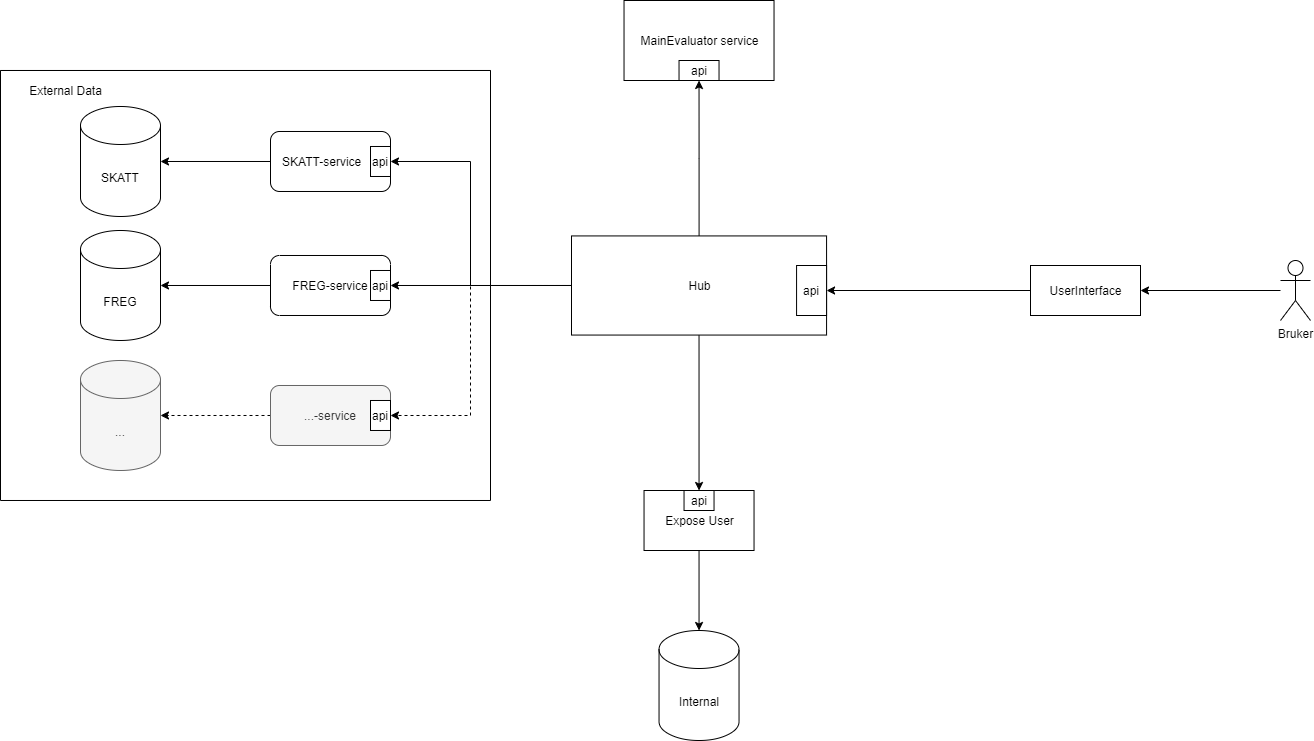 MainEvaluator service
api
External Data
SKATT
SKATT-service
api
FREG
FREG-service
api
Hub
api
UserInterface
Bruker
...
...-service
api
api
Expose User
Internal